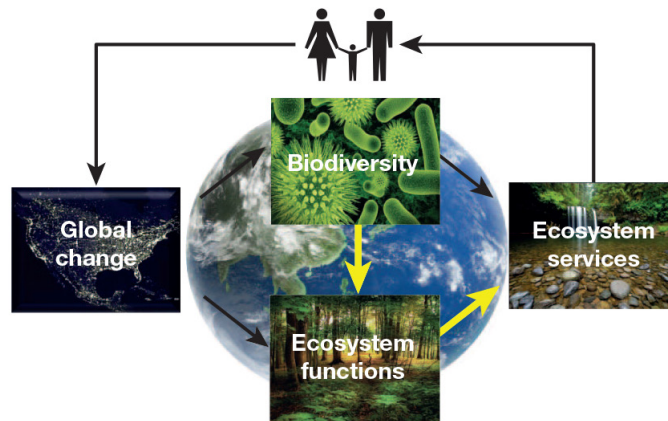 Biodiversity
Global
change
Ecosystem
services
Ecosystem
functions